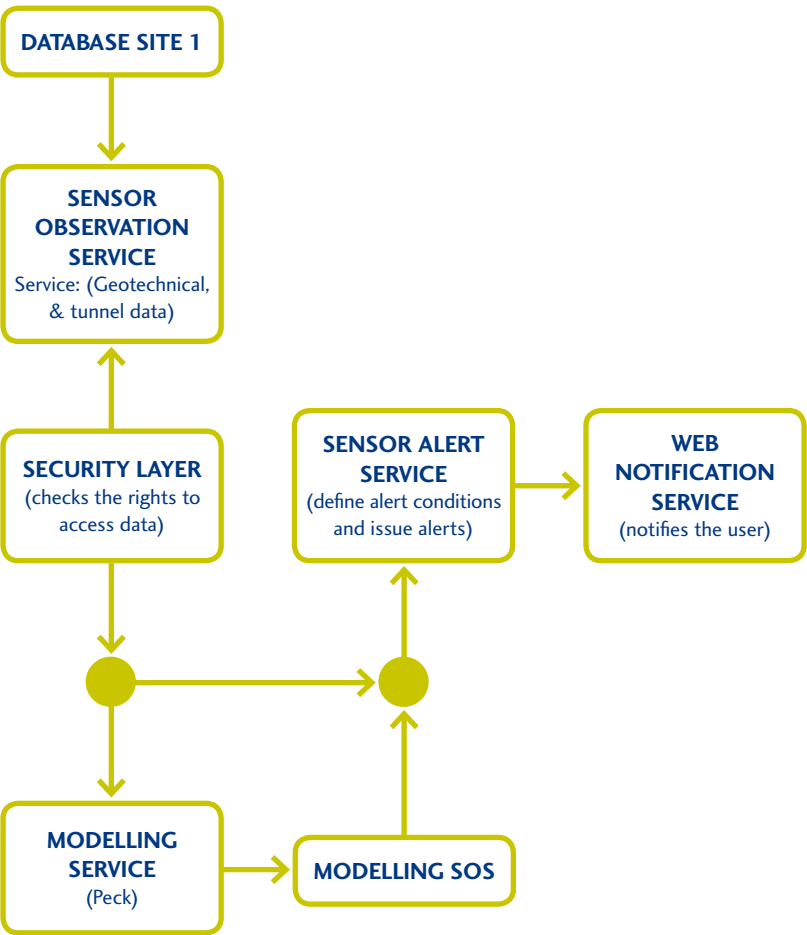 DATABASE SITE 1
SENSOR
OBSERVATION
SERVICE
Service: (Geotechnical,
& tunnel data)
SECURITY LAYER
(checks the rights to
access data)
SENSOR ALERT
SERVICE
(define alert conditions
and issue alerts)
WEB
NOTIFICATION
SERVICE
(notifies the user)
MODELLING
SERVICE
(Peck)
MODELLING SOS